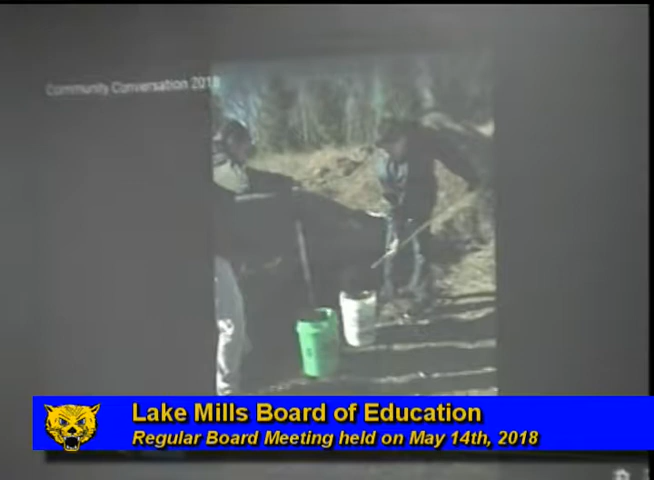 Community Conversation 2018
Lake Mills Board of Education
Regular Board Meeting held on May 14th, 2018